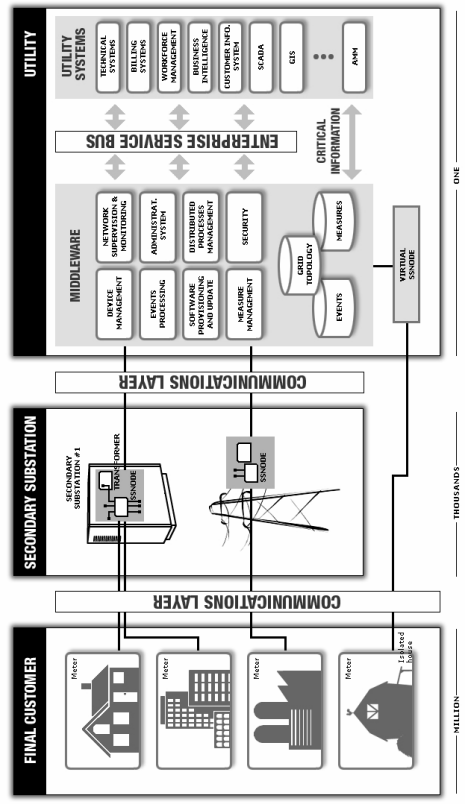 UTILITY
UTILITY
SYSTEMS
TECHNICAL
SYSTEMS
BILLING
SYSTEMS
WORKFORCE
MANAGEMENT
BUSINESS
INTELLIGENCE
CUSTOMER INFO.
SYSTEM
SCADA
GIS
AMM
ENTERPRISE SERVICE BUS
CRITICAL
INFORMATION
MIDDLEWARE
NETWORK
SUPERVISION &
MONITORING
ADMINISTRAT.
SYSTEM
DISTRIBUTED
PROCESSES
MANAGEMENT
SECURITY
DEVICE
MANAGEMENT
EVENTS
PROCESSING
SOFTWARE
PROVISIONING
AND UPDATE
MEASURE
MANAGEMENT
GRID
TOPOLOGY
MEASURES
EVENTS
VIRTUAL
SSNODE
ONE
COMMUNICATIONS LAYER
SECONDARY SUBSTATION
SECONDARY
SUBSTATION #1
TRANSFORMER
SSNODE
SSNODE
THOUSANDS
COMMUNICATIONS LAYER
FINAL CUSTOMER
Meter
Meter
Meter
Meter
Isolated
house
MILLION